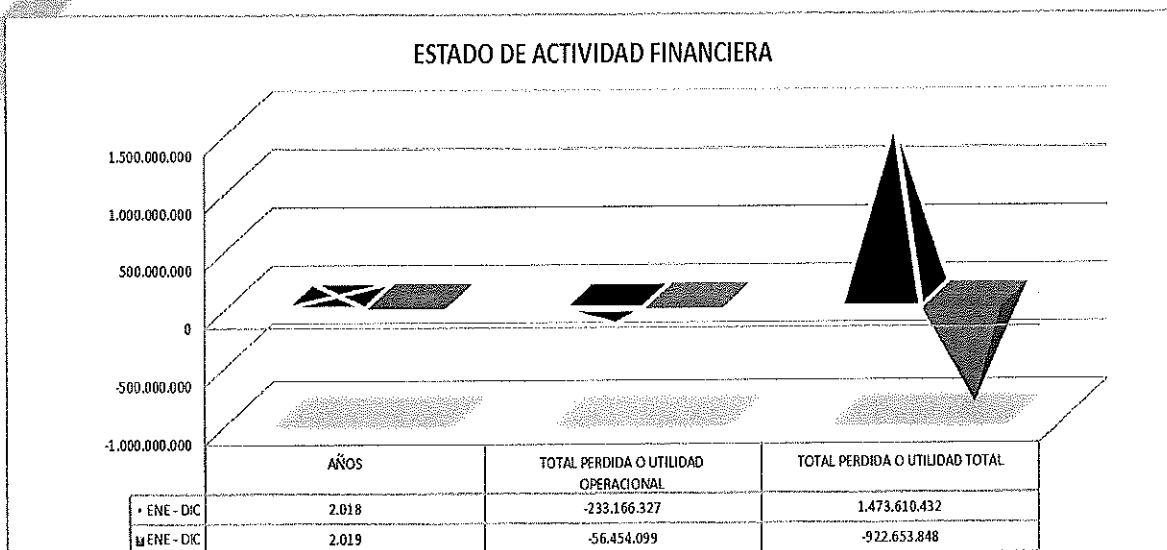 ESTADO DE ACTIVIDAD FINANCIERA
1.500.000.000
1.000.000.000
500.000.000
0
-500.000.000
-1.000.000.000
AÑOS TOTAL PERDIDA O UTILIDAD OPERACIONAL TOTAL PERDIDA O UTILIDAD TOTAL
ENE - DIC 2.018 -233.166.327 1.473.610.432
ENE - DIC 2.019 -56.454.099 -922.653.848